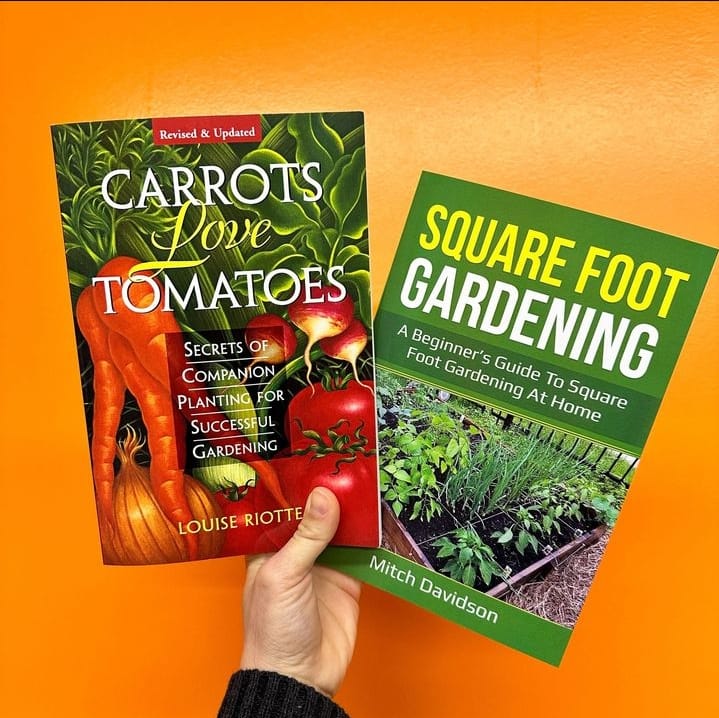 Revised & Updated
CARROTS
Love
TOMATOES
SECRETS OF
COMPANION
PLANTING FOR
SUCCESSFUL
GARDENING
LOUISE RIOTTE
SQUARE FOOT
GARDENING
A Beginner's Guide To Square
Foot Gardening At Home
Mitch Davidson